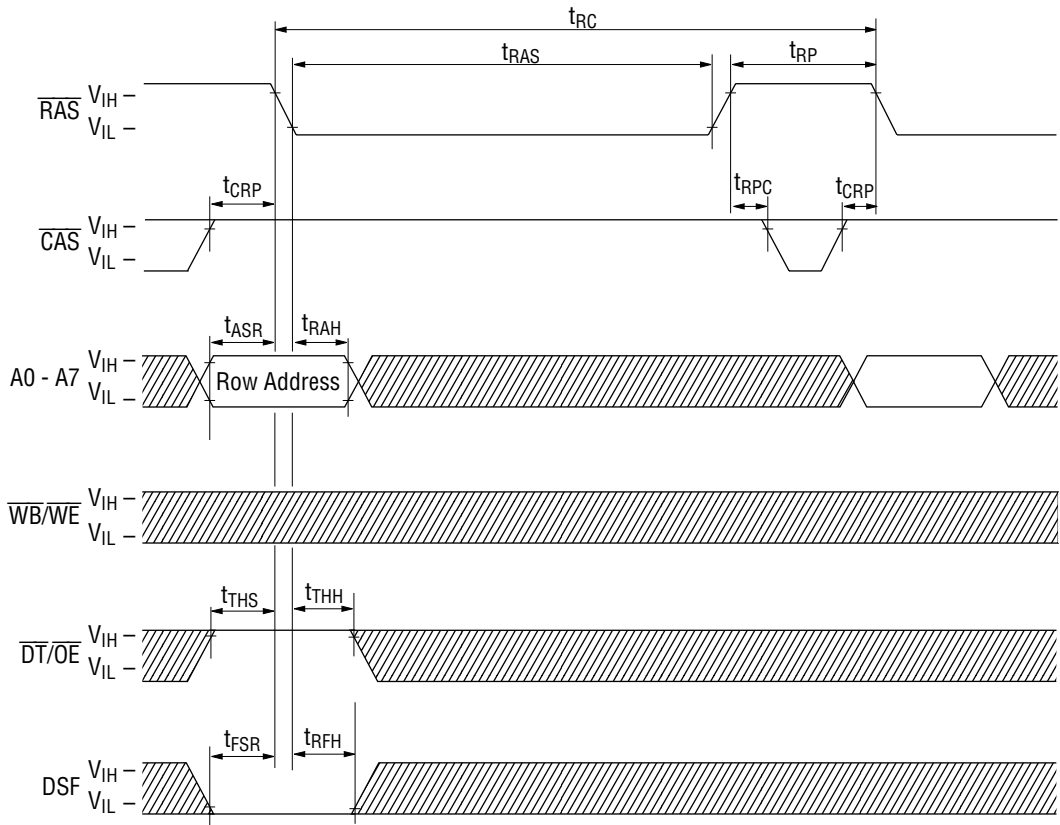 tRC
tRAS
tRP
RAS
VIH –
VIL –
tCRP
tRPC
tCRP
CAS
VIH –
VIL –
tASR
tRAH
A0 - A7
VIH –
VIL –
Row Address
WB/WE
VIH –
VIL –
tTHS
tTHH
DT/OE
VIH –
VIL –
tFSR
tRFH
DSF
VIH –
VIL –